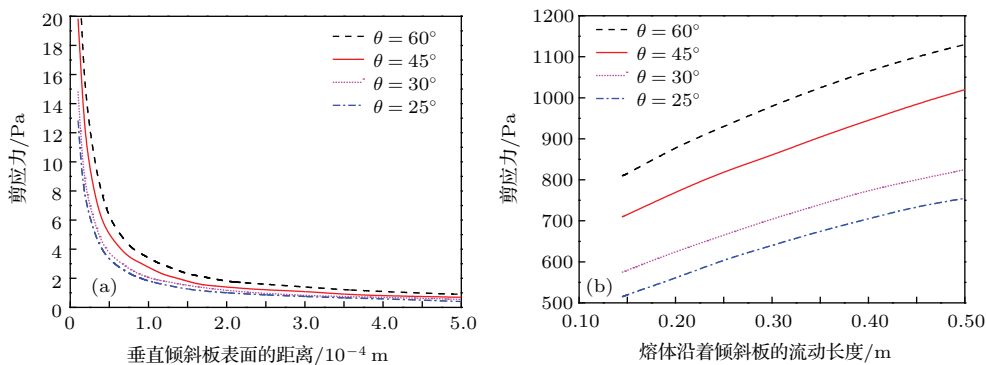 20
18
16
14
12
10
8
6
4
2
0
剪应力/Pa
θ = 60°
θ = 45°
θ = 30°
θ = 25°
(a)
0 1.0 2.0 3.0 4.0 5.0
垂直倾斜板表面的距离/10⁻⁴ m
1200
1100
1000
900
800
700
600
500
剪应力/Pa
θ = 60°
θ = 45°
θ = 30°
θ = 25°
(b)
0.10 0.20 0.30 0.40 0.50
熔体沿着倾斜板的流动长度/m